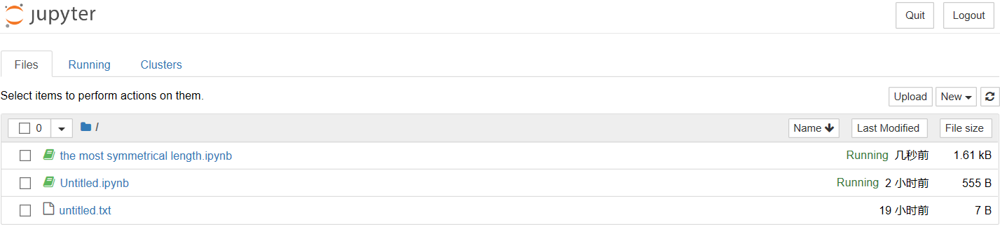 jupyter Quit Logout
Files Running Clusters
Select items to perform actions on them. Upload New
0 / Name Last Modified File size
the most symmetrical length.ipynb Running 几秒前 1.61 kB
Untitled.ipynb Running 2 小时前 555 B
untitled.txt 19 小时前 7 B